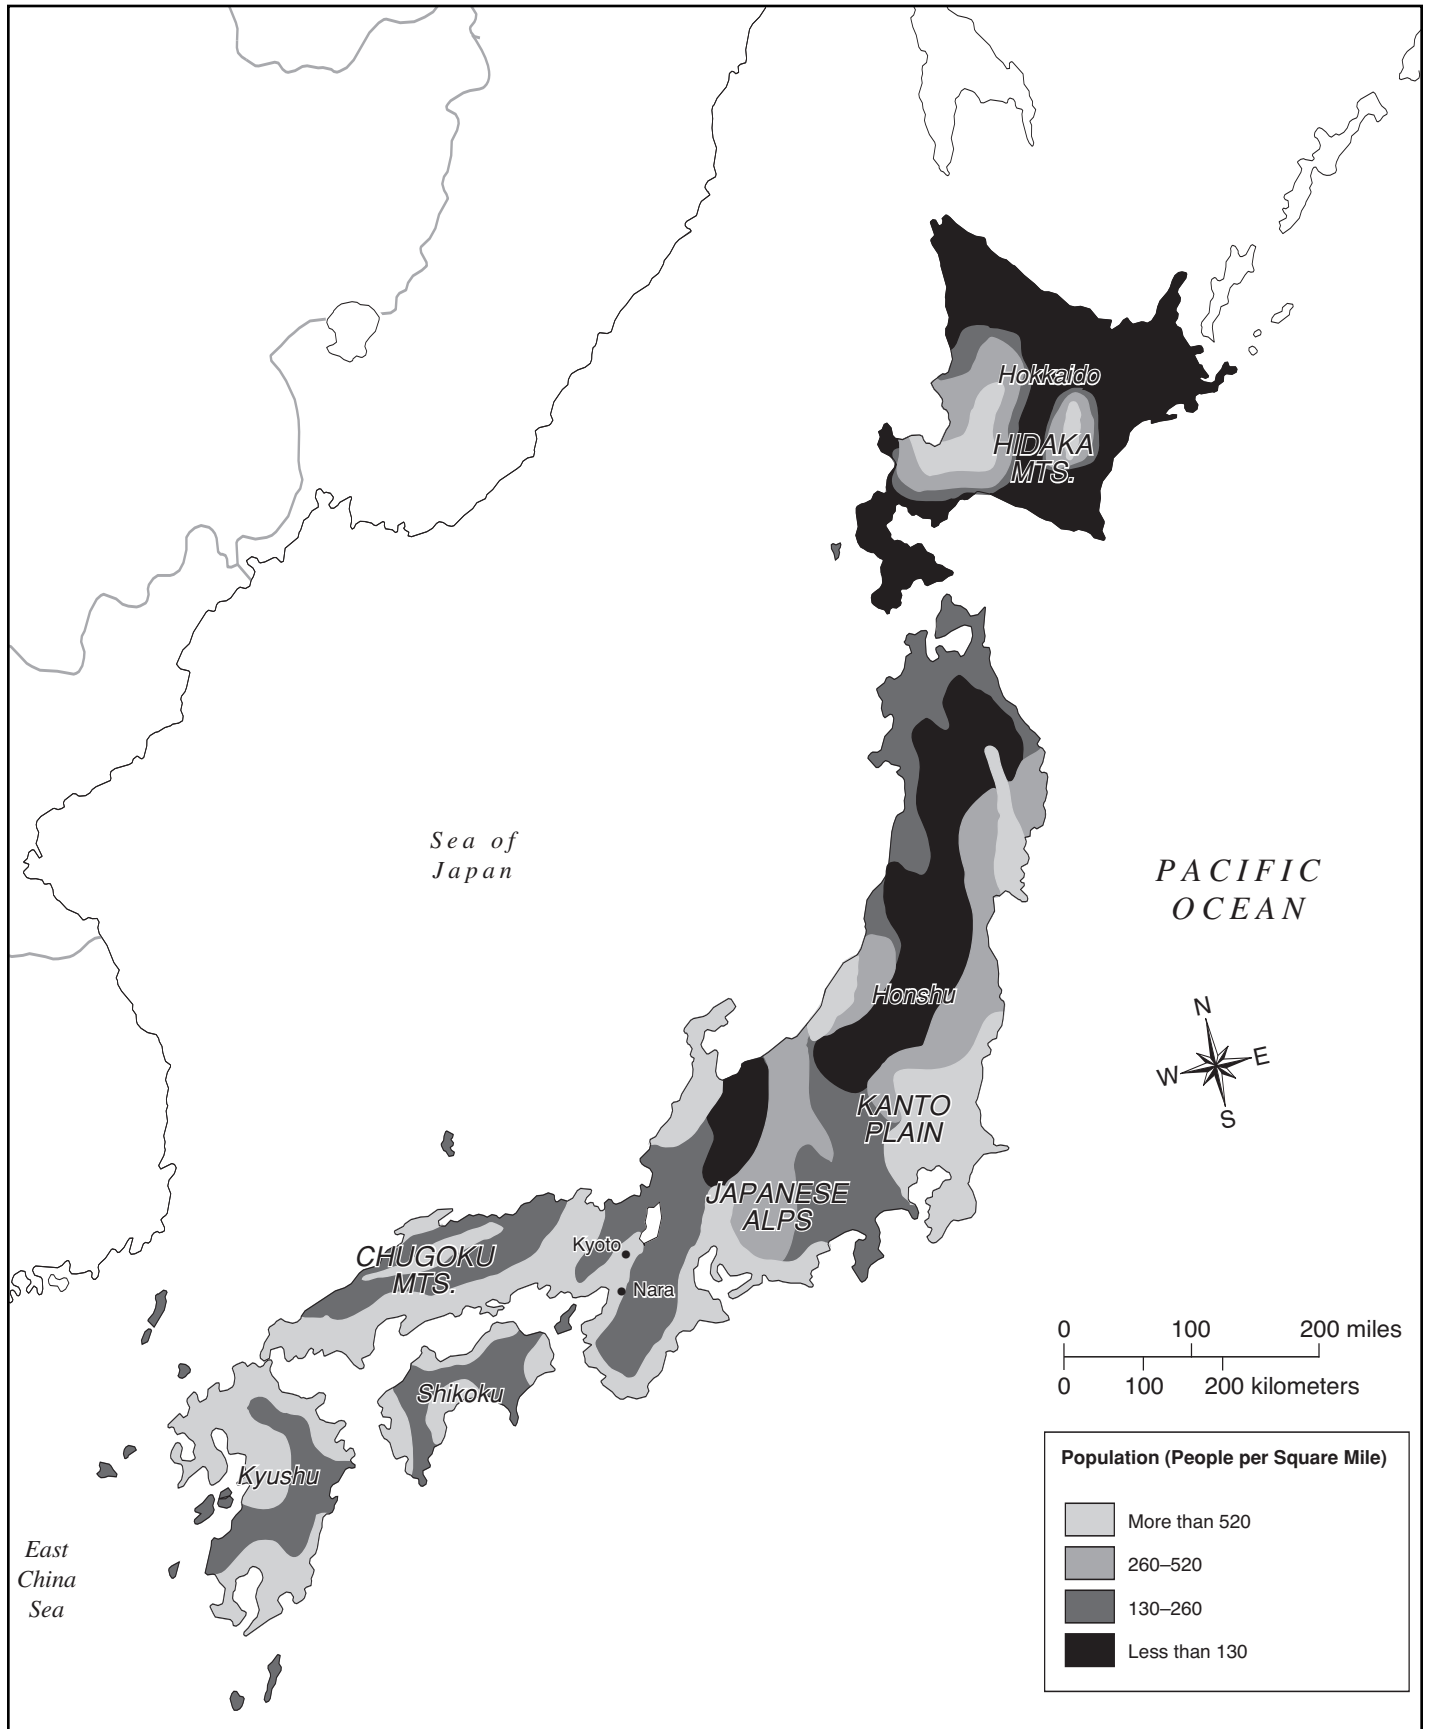 Hokkaido
HIDAKA
MTS.
Sea of
Japan
PACIFIC
OCEAN
Honshu
N
W E
S
KANTO
PLAIN
JAPANESE
ALPS
Kyoto
CHUGOKU
MTS.
Nara
0 100 200 miles
0 100 200 kilometers
Shikoku
Kyushu
East
China
Sea
Population (People per Square Mile)
More than 520
260–520
130–260
Less than 130